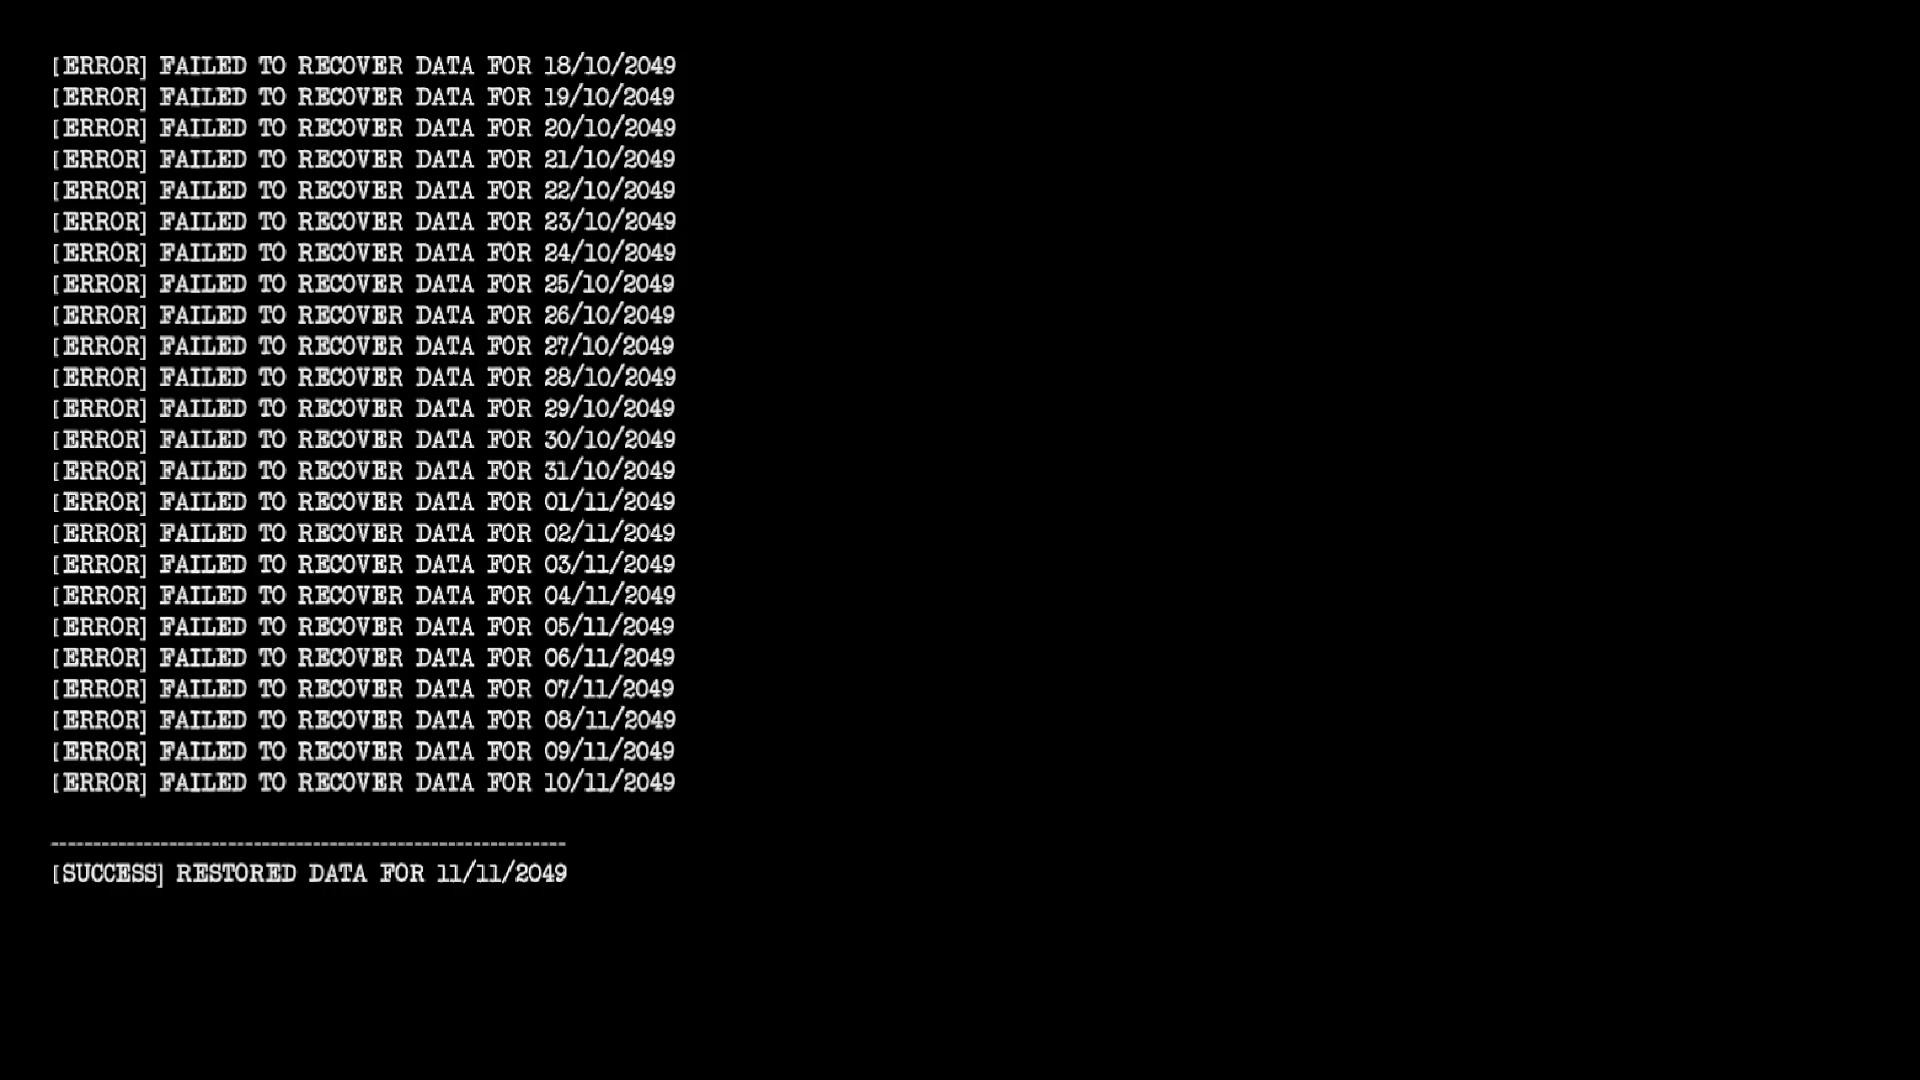 [ERROR] FAILED TO RECOVER DATA FOR 18/10/2049
[ERROR] FAILED TO RECOVER DATA FOR 19/10/2049
[ERROR] FAILED TO RECOVER DATA FOR 20/10/2049
[ERROR] FAILED TO RECOVER DATA FOR 21/10/2049
[ERROR] FAILED TO RECOVER DATA FOR 22/10/2049
[ERROR] FAILED TO RECOVER DATA FOR 23/10/2049
[ERROR] FAILED TO RECOVER DATA FOR 24/10/2049
[ERROR] FAILED TO RECOVER DATA FOR 25/10/2049
[ERROR] FAILED TO RECOVER DATA FOR 26/10/2049
[ERROR] FAILED TO RECOVER DATA FOR 27/10/2049
[ERROR] FAILED TO RECOVER DATA FOR 28/10/2049
[ERROR] FAILED TO RECOVER DATA FOR 29/10/2049
[ERROR] FAILED TO RECOVER DATA FOR 30/10/2049
[ERROR] FAILED TO RECOVER DATA FOR 31/10/2049
[ERROR] FAILED TO RECOVER DATA FOR 01/11/2049
[ERROR] FAILED TO RECOVER DATA FOR 02/11/2049
[ERROR] FAILED TO RECOVER DATA FOR 03/11/2049
[ERROR] FAILED TO RECOVER DATA FOR 04/11/2049
[ERROR] FAILED TO RECOVER DATA FOR 05/11/2049
[ERROR] FAILED TO RECOVER DATA FOR 06/11/2049
[ERROR] FAILED TO RECOVER DATA FOR 07/11/2049
[ERROR] FAILED TO RECOVER DATA FOR 08/11/2049
[ERROR] FAILED TO RECOVER DATA FOR 09/11/2049
[ERROR] FAILED TO RECOVER DATA FOR 10/11/2049
------------------------------------------------------------
[SUCCESS] RESTORED DATA FOR 11/11/2049